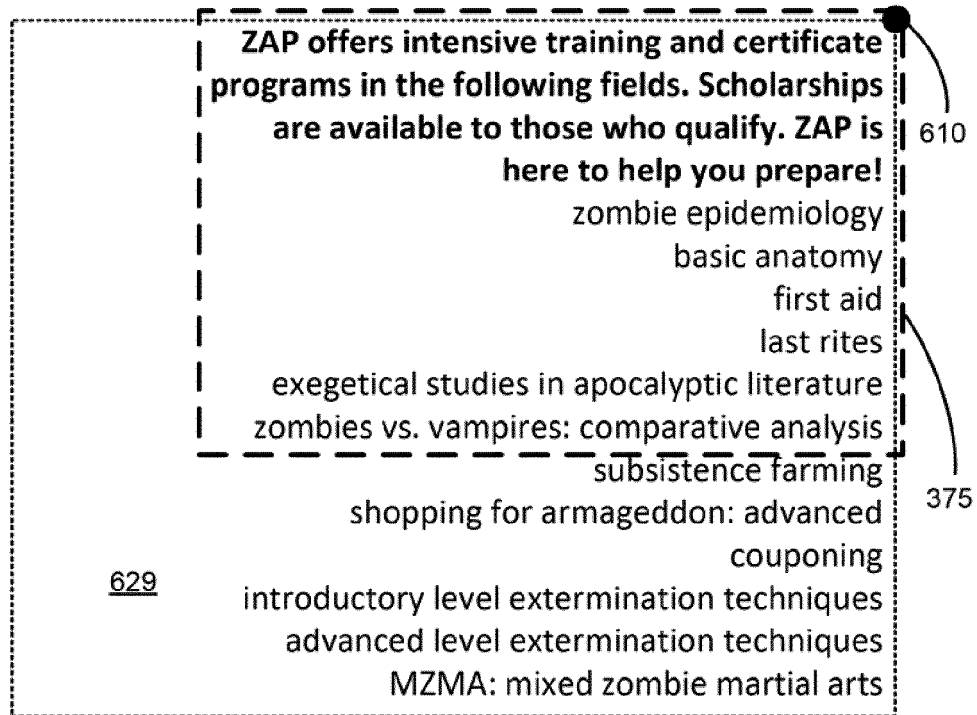 ZAP offers intensive training and certificate
programs in the following fields. Scholarships
are available to those who qualify. ZAP is
here to help you prepare!
zombie epidemiology
basic anatomy
first aid
last rites
exegetical studies in apocalyptic literature
zombies vs. vampires: comparative analysis
subsistence farming
shopping for armageddon: advanced
couponing
introductory level extermination techniques
advanced level extermination techniques
MZMA: mixed zombie martial arts
610
375
629